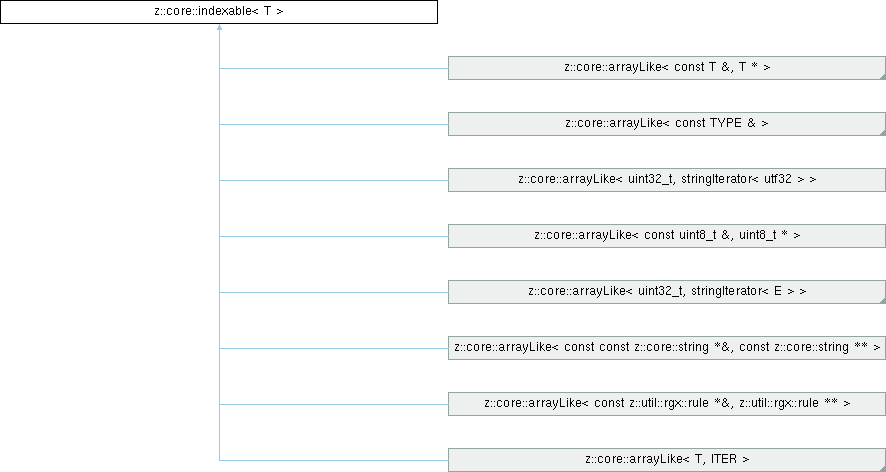 z::core::indexable< T >
z::core::arrayLike< const T &, T * >
z::core::arrayLike< const TYPE & >
z::core::arrayLike< uint32_t, stringIterator< utf32 > >
z::core::arrayLike< const uint8_t &, uint8_t * >
z::core::arrayLike< uint32_t, stringIterator< E > >
z::core::arrayLike< const const z::core::string *&, const z::core::string ** >
z::core::arrayLike< const z::util::rgx::rule *&, z::util::rgx::rule ** >
z::core::arrayLike< T, ITER >